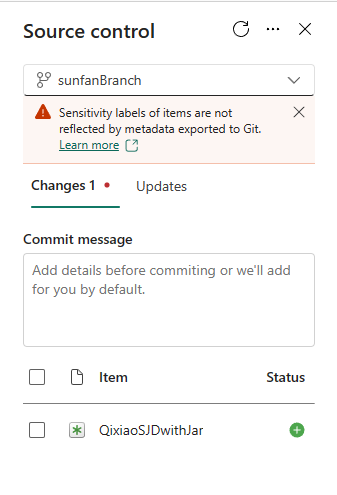 Source control
sunfanBranch
Sensitivity labels of items are not
reflected by metadata exported to Git.
Learn more
Changes 1
Updates
Commit message
Add details before commiting or we'll add
for you by default.
Item
Status
QixiaoSJDwithJar